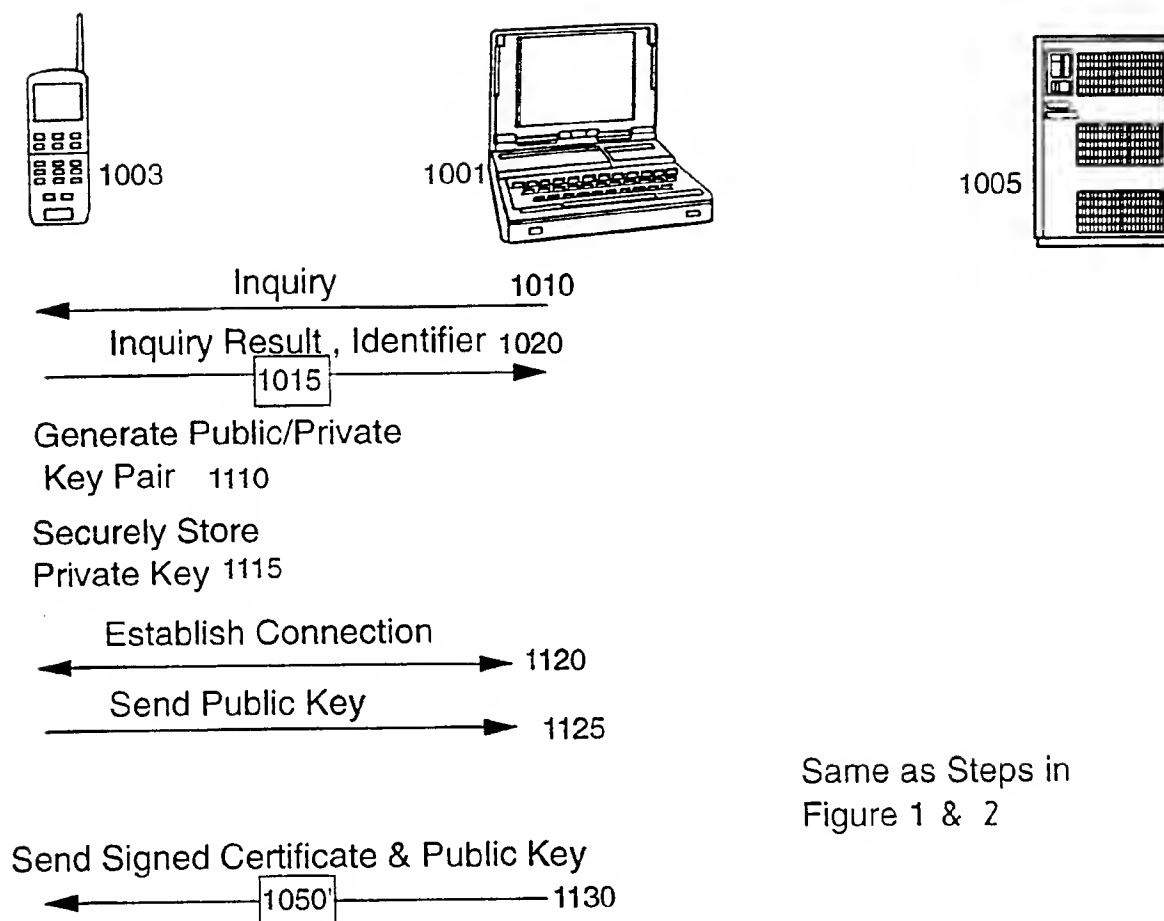 1003
1001
1005
Inquiry 1010
Inquiry Result , Identifier 1020
1015
Generate Public/Private
Key Pair 1110
Securely Store
Private Key 1115
Establish Connection
1120
Send Public Key
1125
Same as Steps in
Figure 1 & 2
Send Signed Certificate & Public Key
1050' 1130